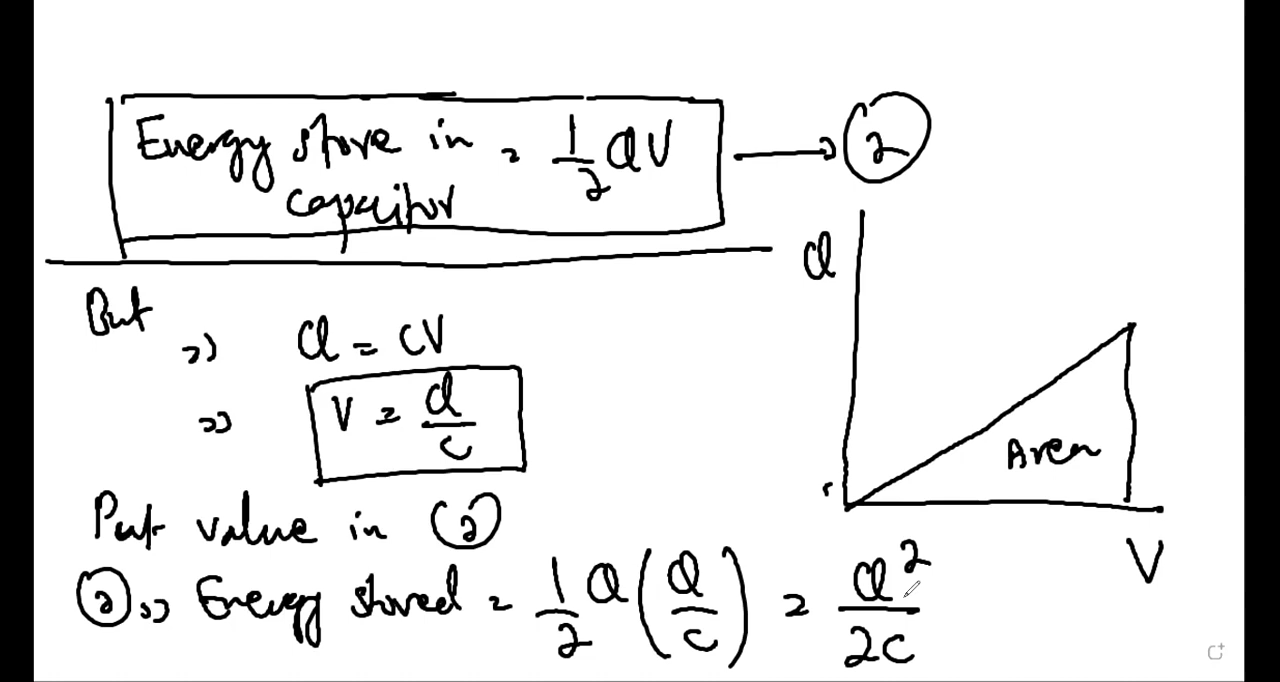 Energy store in = 1/2 QV → 2
capacitor
Q
But
=> Q = CV
=> V = Q/C
Area
Put value in 2
V
2 => Energy stored = 1/2 Q (Q/C) = Q²/2C